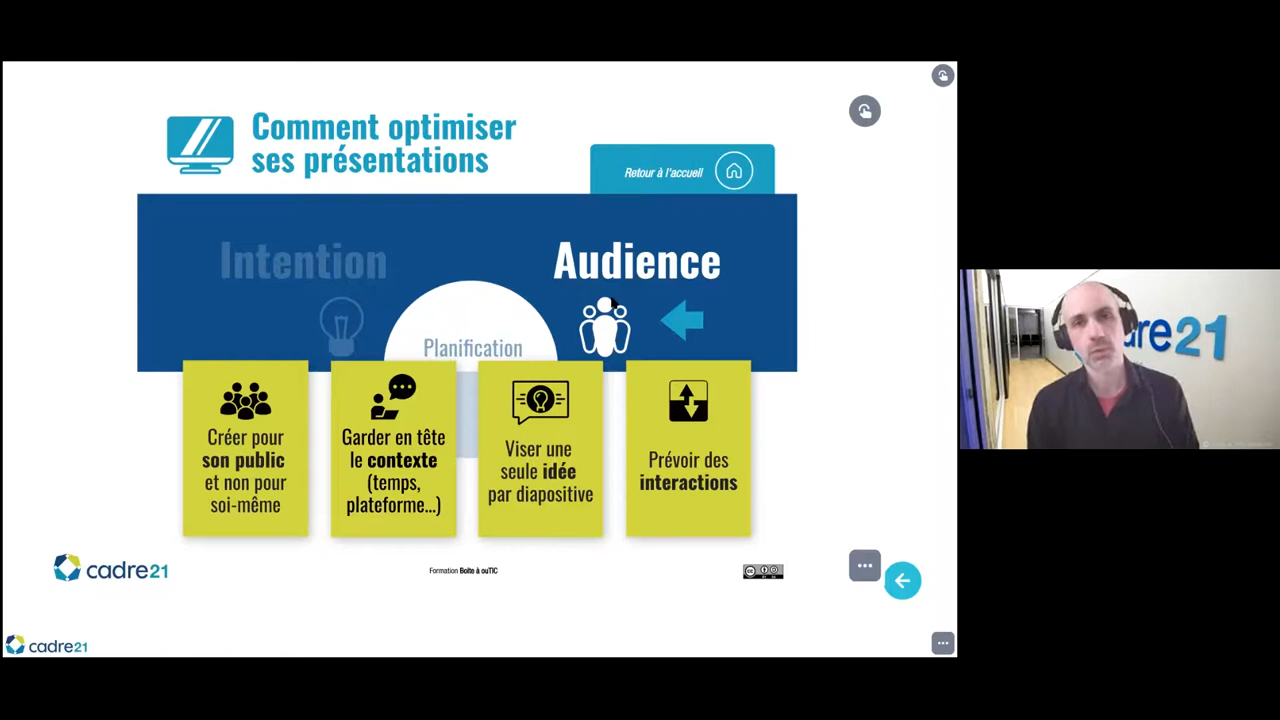 Comment optimiser
ses présentations
Retour à l'accueil
Intention
Audience
Planification
Créer pour
son public
et non pour
soi-même
Garder en tête
le contexte
(temps,
plateforme...)
Viser une
seule idée
par diapositive
Prévoir des
interactions
cadre21
Formation Boite à ouTIC
cadre21
cadre21